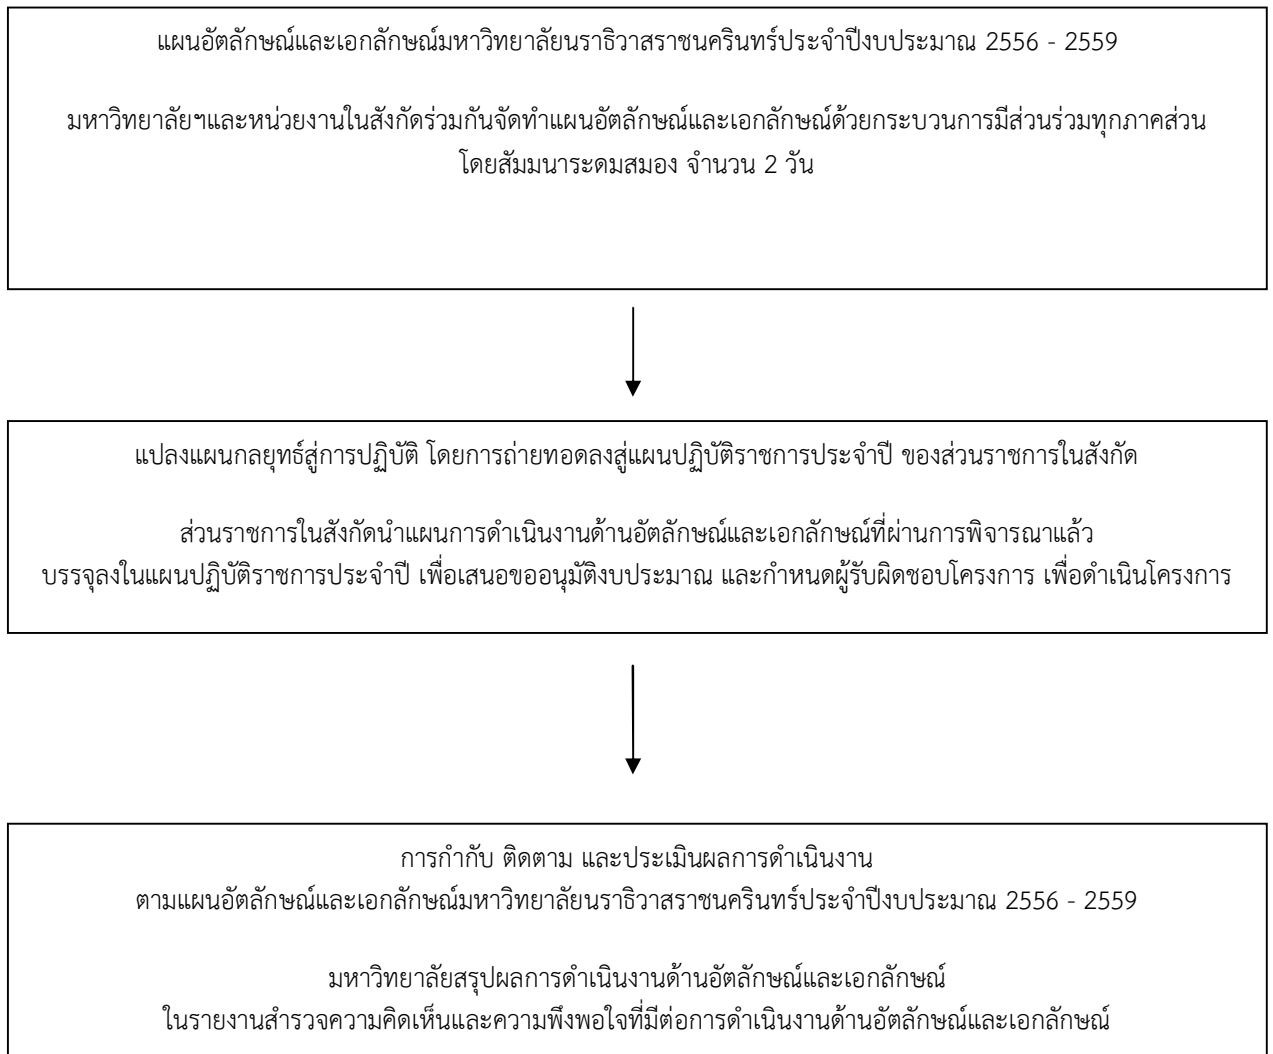 แผนอัตลักษณ์และเอกลักษณ์มหาวิทยาลัยนราธิวาสราชนครินทร์ประจำปีงบประมาณ 2556 - 2559
มหาวิทยาลัยฯและหน่วยงานในสังกัดร่วมกันจัดทำแผนอัตลักษณ์และเอกลักษณ์ด้วยกระบวนการมีส่วนร่วมทุกภาคส่วน
โดยสัมมนาระดมสมอง จำนวน 2 วัน
แปลงแผนกลยุทธ์สู่การปฏิบัติ โดยการถ่ายทอดลงสู่แผนปฏิบัติราชการประจำปี ของส่วนราชการในสังกัด
ส่วนราชการในสังกัดนำแผนการดำเนินงานด้านอัตลักษณ์และเอกลักษณ์ที่ผ่านการพิจารณาแล้ว
บรรจุลงในแผนปฏิบัติราชการประจำปี เพื่อเสนอขออนุมัติงบประมาณ และกำหนดผู้รับผิดชอบโครงการ เพื่อดำเนินโครงการ
การกำกับ ติดตาม และประเมินผลการดำเนินงาน
ตามแผนอัตลักษณ์และเอกลักษณ์มหาวิทยาลัยนราธิวาสราชนครินทร์ประจำปีงบประมาณ 2556 - 2559
มหาวิทยาลัยสรุปผลการดำเนินงานด้านอัตลักษณ์และเอกลักษณ์
ในรายงานสำรวจความคิดเห็นและความพึงพอใจที่มีต่อการดำเนินงานด้านอัตลักษณ์และเอกลักษณ์